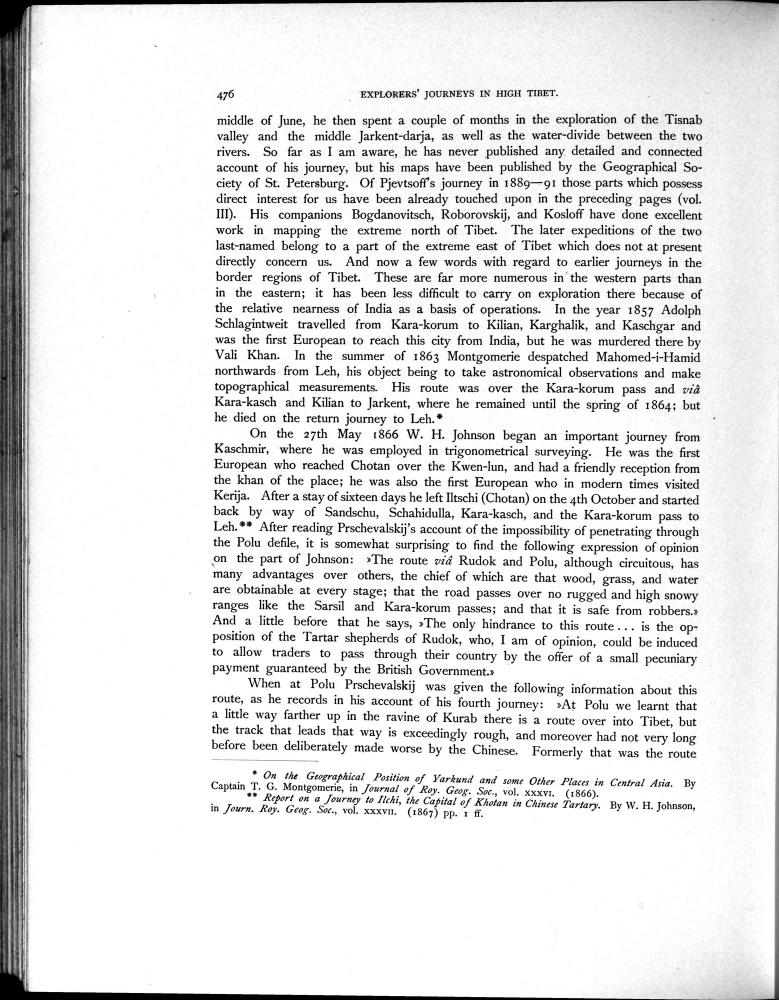 476 EXPLORERS' JOURNEYS IN HIGH TIBET.
middle of June, he then spent a couple of months in the exploration of the Tisnab
valley and the middle Jarkent-darja, as well as the water-divide between the two
rivers. So far as I am aware, he has never published any detailed and connected
account of his journey, but his maps have been published by the Geographical So-
ciety of St. Petersburg. Of Pjevtsoff's journey in 1889—91 those parts which possess
direct interest for us have been already touched upon in the preceding pages (vol.
III). His companions Bogdanovitsch, Roborovskij, and Kosloff have done excellent
work in mapping the extreme north of Tibet. The later expeditions of the two
last-named belong to a part of the extreme east of Tibet which does not at present
directly concern us. And now a few words with regard to earlier journeys in the
border regions of Tibet. These are far more numerous in the western parts than
in the eastern; it has been less difficult to carry on exploration there because of
the relative nearness of India as a basis of operations. In the year 1857 Adolph
Schlagintweit travelled from Kara-korum to Kilian, Karghalik, and Kaschgar and
was the first European to reach this city from India, but he was murdered there by
Vali Khan. In the summer of 1863 Montgomerie despatched Mahomed-i-Hamid
northwards from Leh, his object being to take astronomical observations and make
topographical measurements. His route was over the Kara-korum pass and viâ
Kara-kasch and Kilian to Jarkent, where he remained until the spring of 1864; but
he died on the return journey to Leh.*
On the 27th May 1866 W. H. Johnson began an important journey from
Kaschmir, where he was employed in trigonometrical surveying. He was the first
European who reached Chotan over the Kwen-lun, and had a friendly reception from
the khan of the place; he was also the first European who in modern times visited
Kerija. After a stay of sixteen days he left Iltschi (Chotan) on the 4th October and started
back by way of Sandschu, Schahidulla, Kara-kasch, and the Kara-korum pass to
Leh.** After reading Prschevalskij's account of the impossibility of penetrating through
the Polu defile, it is somewhat surprising to find the following expression of opinion
on the part of Johnson: »The route viâ Rudok and Polu, although circuitous, has
many advantages over others, the chief of which are that wood, grass, and water
are obtainable at every stage; that the road passes over no rugged and high snowy
ranges like the Sarsil and Kara-korum passes; and that it is safe from robbers.»
And a little before that he says, »The only hindrance to this route ... is the op-
position of the Tartar shepherds of Rudok, who, I am of opinion, could be induced
to allow traders to pass through their country by the offer of a small pecuniary
payment guaranteed by the British Government.»
When at Polu Prschevalskij was given the following information about this
route, as he records in his account of his fourth journey: »At Polu we learnt that
a little way farther up in the ravine of Kurab there is a route over into Tibet, but
the track that leads that way is exceedingly rough, and moreover had not very long
before been deliberately made worse by the Chinese. Formerly that was the route
* On the Geographical Position of Yarkund and some Other Places in Central Asia. By
Captain T. G. Montgomerie, in Journal of Roy. Geog. Soc., vol. XXXVI. (1866).
** Report on a Journey to Ilchi, the Capital of Khotan in Chinese Tartary. By W. H. Johnson,
in Journ. Roy. Geog. Soc., vol. XXXVII. (1867) pp. 1 ff.